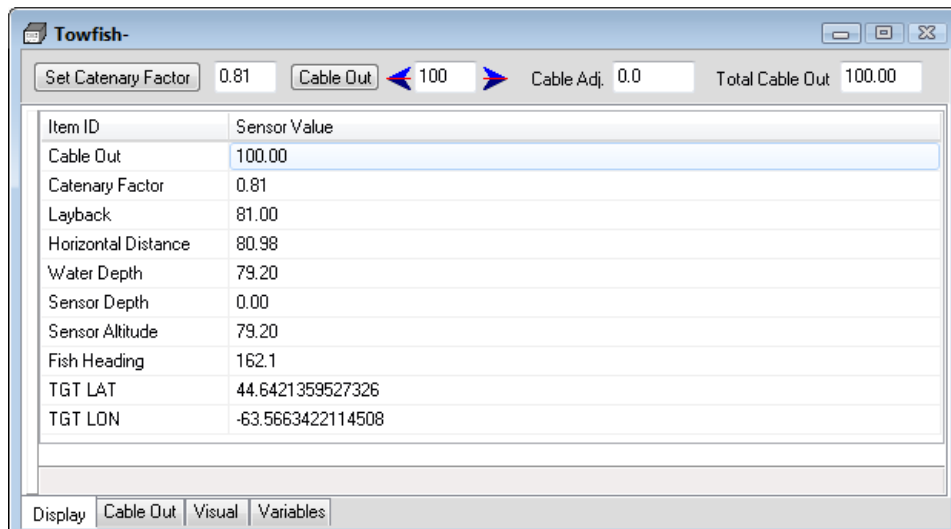 Towfish-
Set Catenary Factor 0.81 Cable Out 100 Cable Adj. 0.0 Total Cable Out 100.00
Item ID Sensor Value
Cable Out 100.00
Catenary Factor 0.81
Layback 81.00
Horizontal Distance 80.98
Water Depth 79.20
Sensor Depth 0.00
Sensor Altitude 79.20
Fish Heading 162.1
TGT LAT 44.6421359527326
TGT LON -63.5663422114508
Display Cable Out Visual Variables